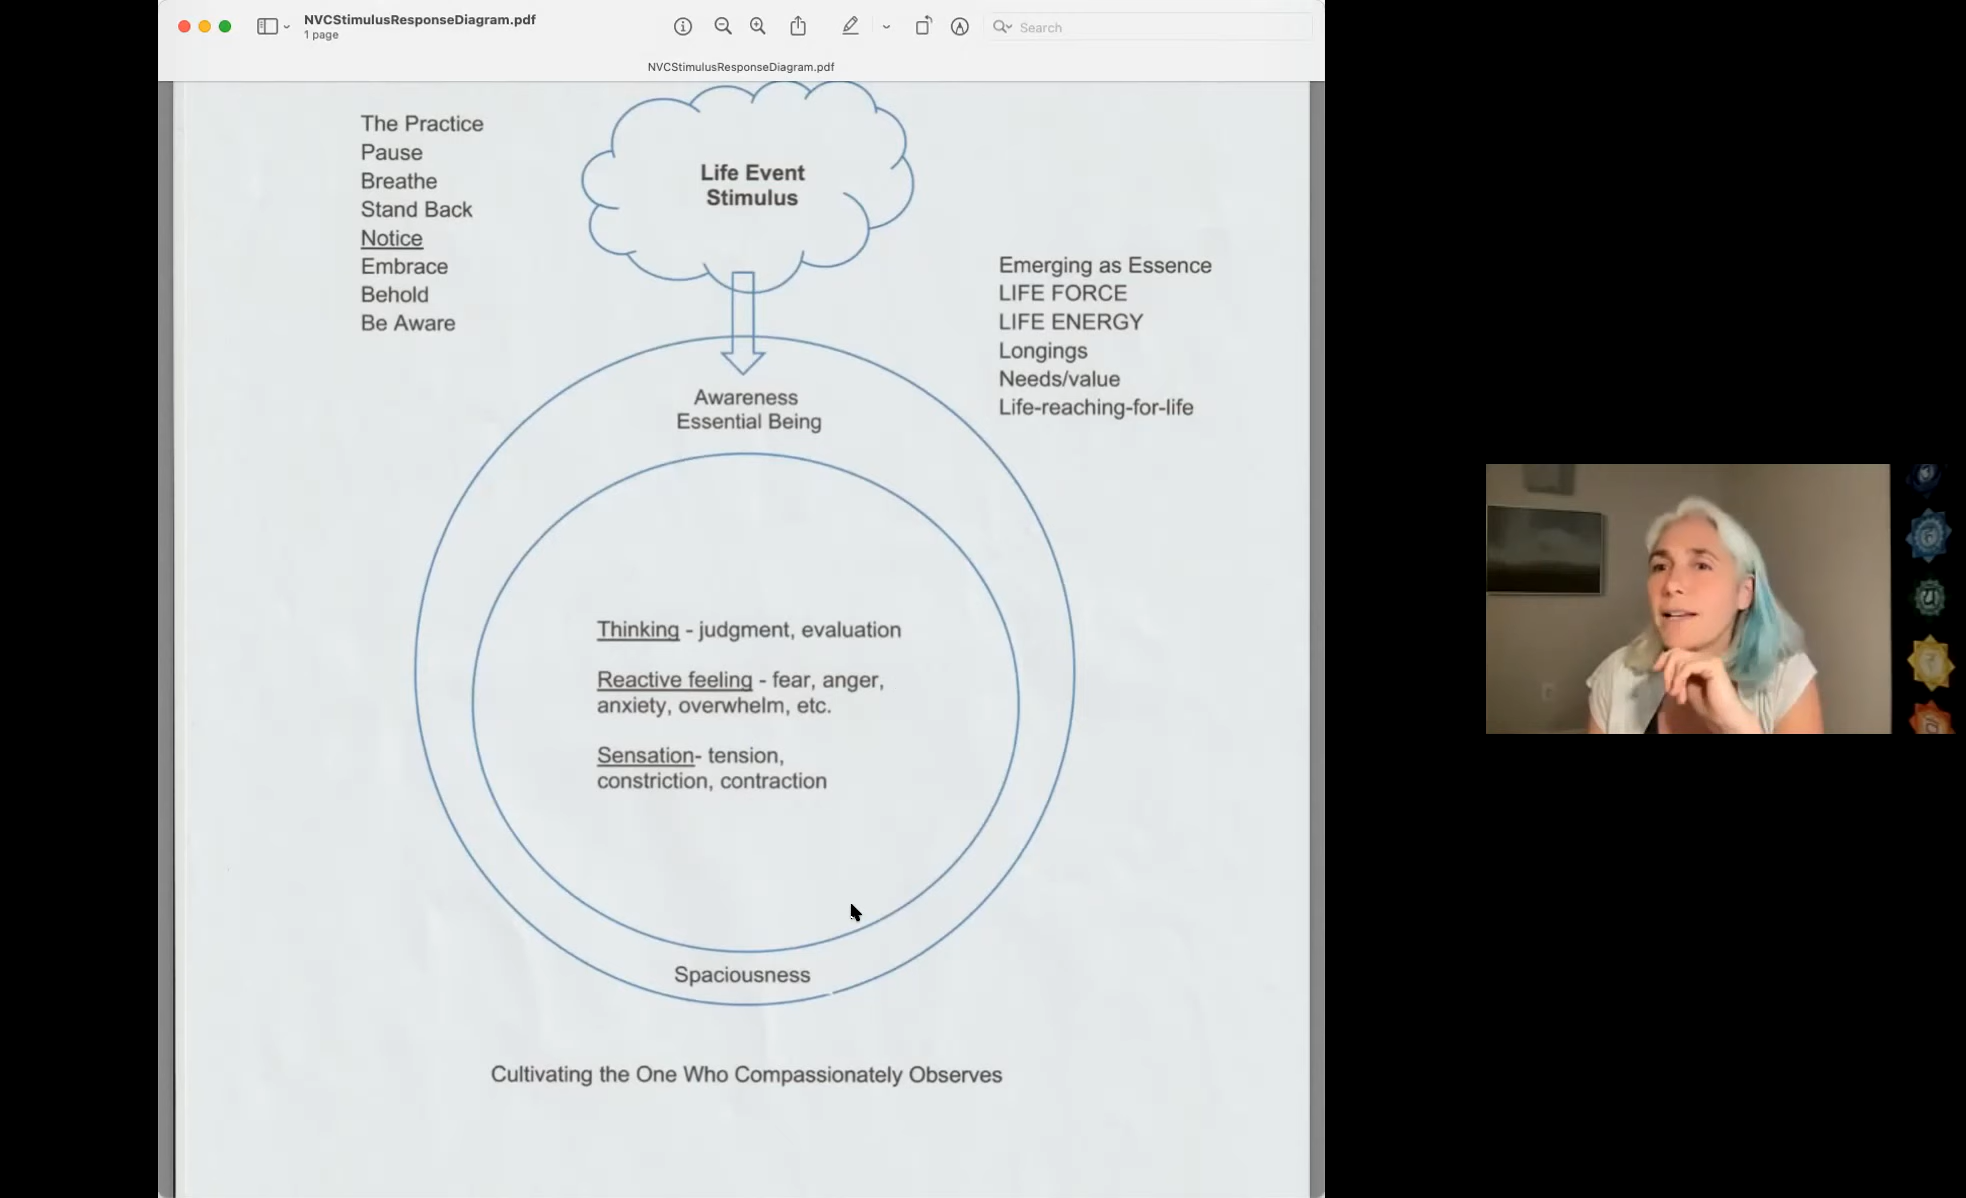 NVCStimulusResponseDiagram.pdf
1 page
Search
NVCStimulusResponseDiagram.pdf
The Practice
Pause
Breathe
Stand Back
Notice
Embrace
Behold
Be Aware
Life Event
Stimulus
Emerging as Essence
LIFE FORCE
LIFE ENERGY
Longings
Needs/value
Life-reaching-for-life
Awareness
Essential Being
Thinking - judgment, evaluation
Reactive feeling - fear, anger,
anxiety, overwhelm, etc.
Sensation- tension,
constriction, contraction
Spaciousness
Cultivating the One Who Compassionately Observes